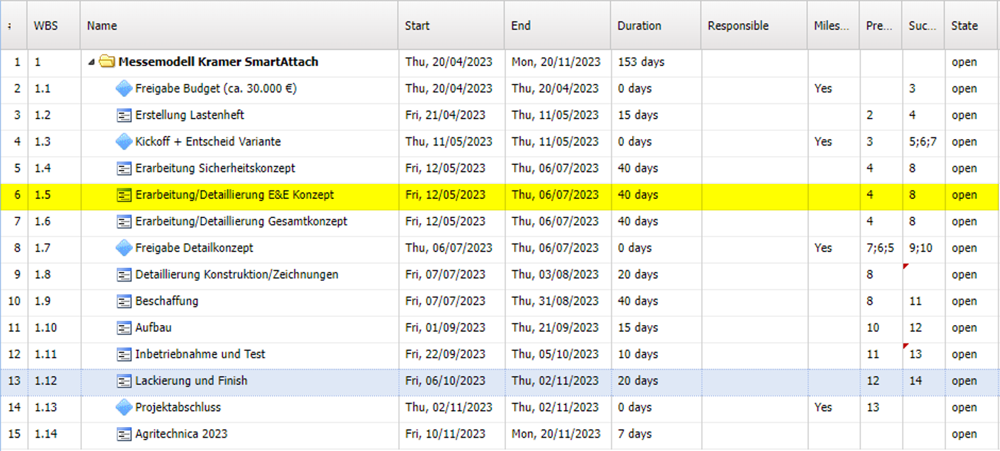 WBS Name Start End Duration Responsible Miles... Pre... Suc... State
1 1 Messemodell Kramer SmartAttach Thu, 20/04/2023 Mon, 20/11/2023 153 days open
2 1.1 Freigabe Budget (ca. 30.000 €) Thu, 20/04/2023 Thu, 20/04/2023 0 days Yes 3 open
3 1.2 Erstellung Lastenheft Fri, 21/04/2023 Thu, 11/05/2023 15 days 2 4 open
4 1.3 Kickoff + Entscheid Variante Thu, 11/05/2023 Thu, 11/05/2023 0 days Yes 3 5;6;7 open
5 1.4 Erarbeitung Sicherheitskonzept Fri, 12/05/2023 Thu, 06/07/2023 40 days 4 8 open
6 1.5 Erarbeitung/Detaillierung E&E Konzept Fri, 12/05/2023 Thu, 06/07/2023 40 days 4 8 open
7 1.6 Erarbeitung/Detaillierung Gesamtkonzept Fri, 12/05/2023 Thu, 06/07/2023 40 days 4 8 open
8 1.7 Freigabe Detailkonzept Thu, 06/07/2023 Thu, 06/07/2023 0 days Yes 7;6;5 9;10 open
9 1.8 Detaillierung Konstruktion/Zeichnungen Fri, 07/07/2023 Thu, 03/08/2023 20 days 8 open
10 1.9 Beschaffung Fri, 07/07/2023 Thu, 31/08/2023 40 days 8 11 open
11 1.10 Aufbau Fri, 01/09/2023 Thu, 21/09/2023 15 days 10 12 open
12 1.11 Inbetriebnahme und Test Fri, 22/09/2023 Thu, 05/10/2023 10 days 11 13 open
13 1.12 Lackierung und Finish Fri, 06/10/2023 Thu, 02/11/2023 20 days 12 14 open
14 1.13 Projektabschluss Thu, 02/11/2023 Thu, 02/11/2023 0 days Yes 13 open
15 1.14 Agritechnica 2023 Fri, 10/11/2023 Mon, 20/11/2023 7 days open